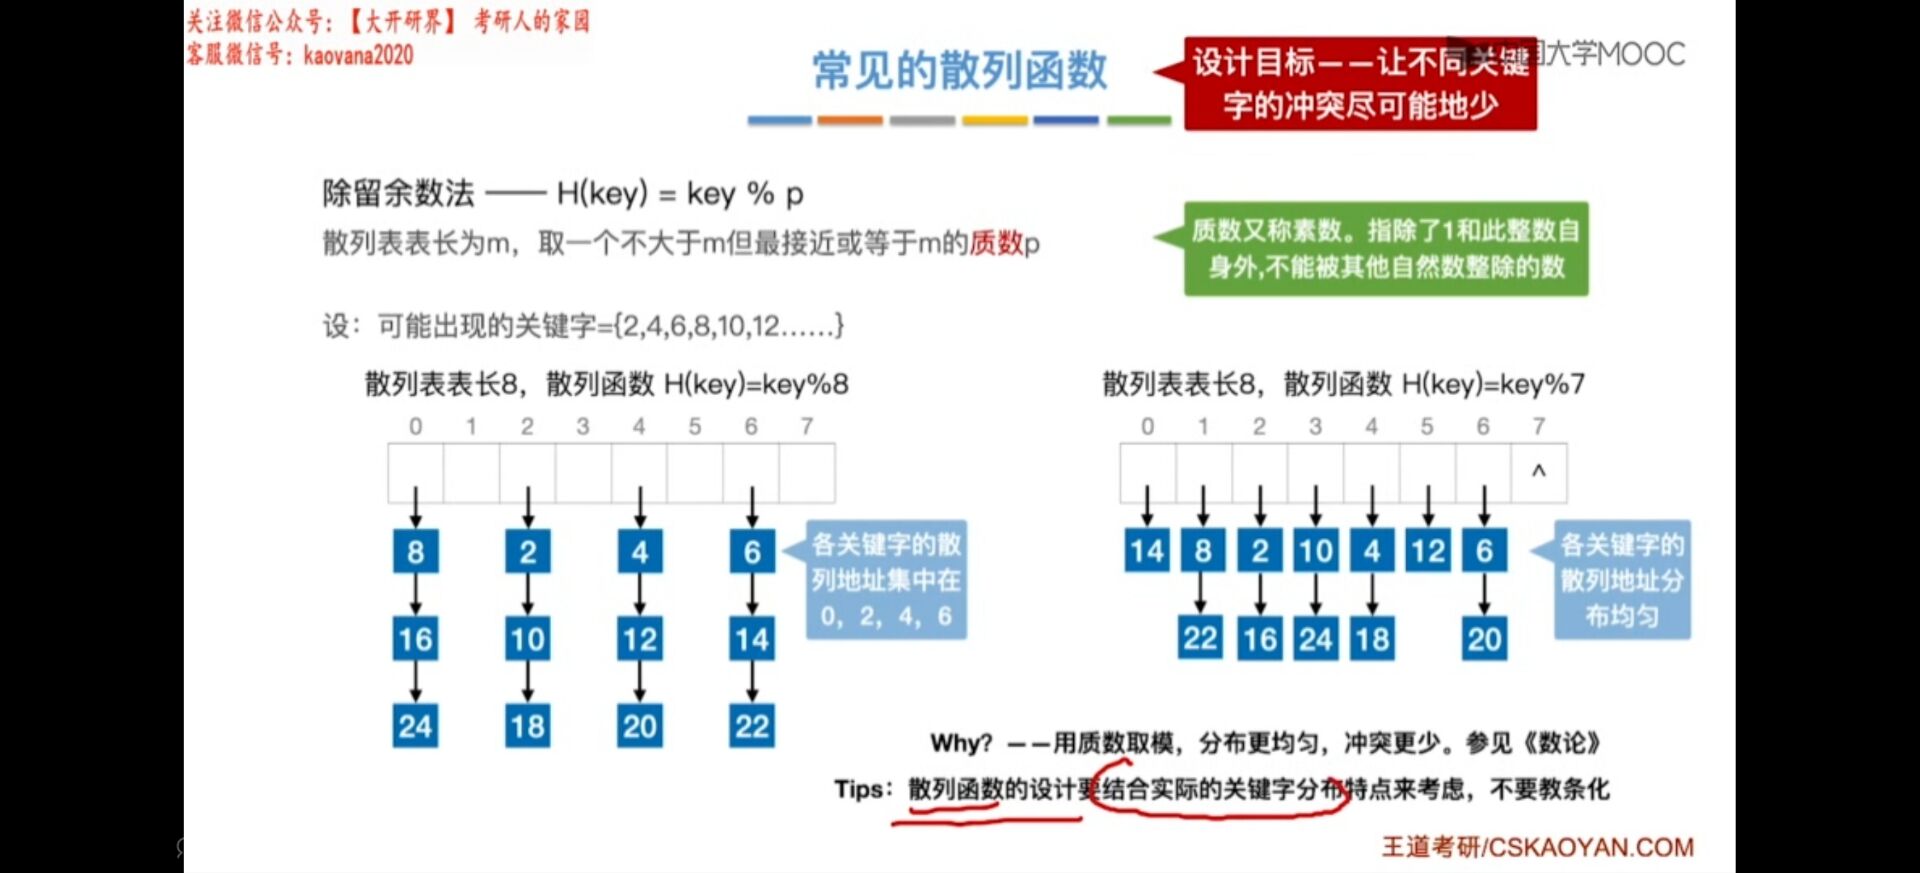 关注微信公众号：【大开研界】 考研人的家园
客服微信号：kaoyana2020
常见的散列函数
设计目标——让不同关键
字的冲突尽可能地少
国大学MOOC
除留余数法 —— H(key) = key % p
散列表表长为m，取一个不大于m但最接近或等于m的质数p
质数又称素数。指除了1和此整数自
身外,不能被其他自然数整除的数
设：可能出现的关键字={2,4,6,8,10,12……}
散列表表长8，散列函数 H(key)=key%8
0 1 2 3 4 5 6 7
8 2 4 6
16 10 12 14
24 18 20 22
各关键字的散
列地址集中在
0，2，4，6
散列表表长8，散列函数 H(key)=key%7
0 1 2 3 4 5 6 7
^
14 8 2 10 4 12 6
22 16 24 18 20
各关键字的
散列地址分
布均匀
Why？——用质数取模，分布更均匀，冲突更少。参见《数论》
Tips：散列函数的设计要结合实际的关键字分布特点来考虑，不要教条化
王道考研/CSKAOYAN.COM